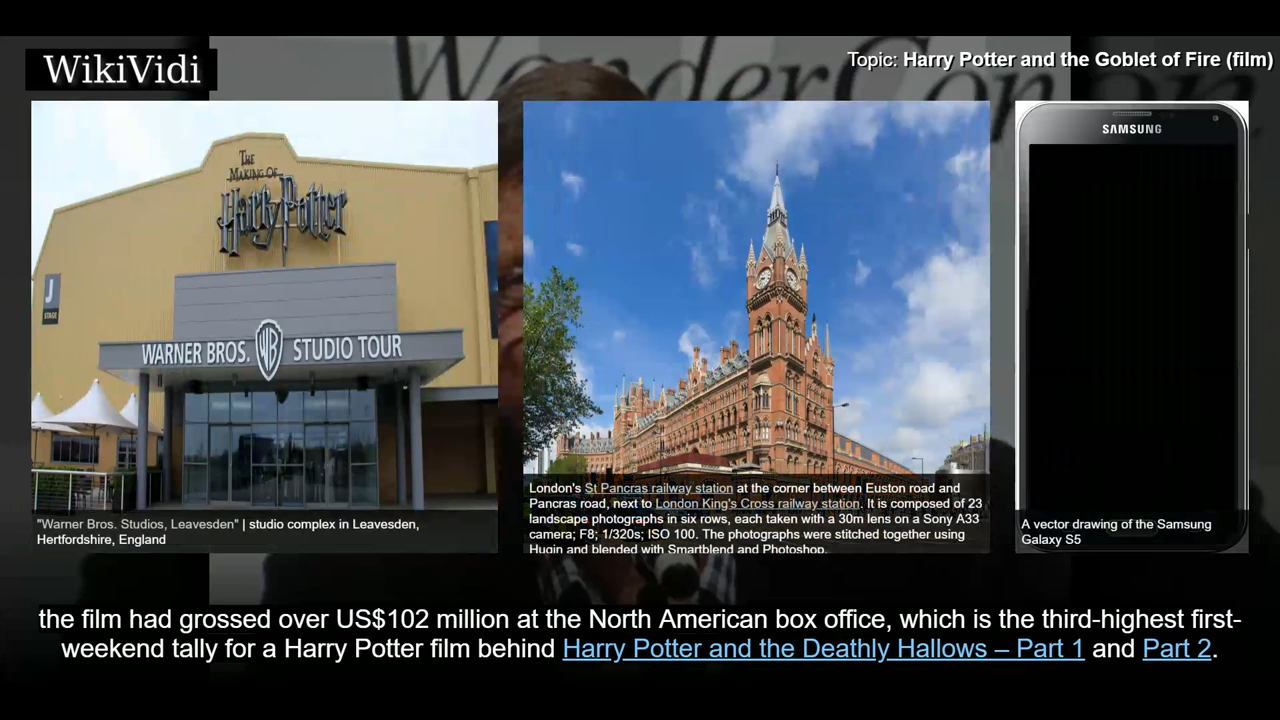 WonderCon
WikiVidi
Topic: Harry Potter and the Goblet of Fire (film)
THE
MAKING OF
Harry Potter
J
STAGE
WARNER BROS. WB STUDIO TOUR
SAMSUNG
"Warner Bros. Studios, Leavesden" | studio complex in Leavesden,
Hertfordshire, England
London's St Pancras railway station at the corner between Euston road and
Pancras road, next to London King's Cross railway station. It is composed of 23
landscape photographs in six rows, each taken with a 30m lens on a Sony A33
camera; F8; 1/320s; ISO 100. The photographs were stitched together using
Hugin and blended with Smartblend and Photoshop.
A vector drawing of the Samsung
Galaxy S5
the film had grossed over US$102 million at the North American box office, which is the third-highest first-
weekend tally for a Harry Potter film behind Harry Potter and the Deathly Hallows – Part 1 and Part 2.